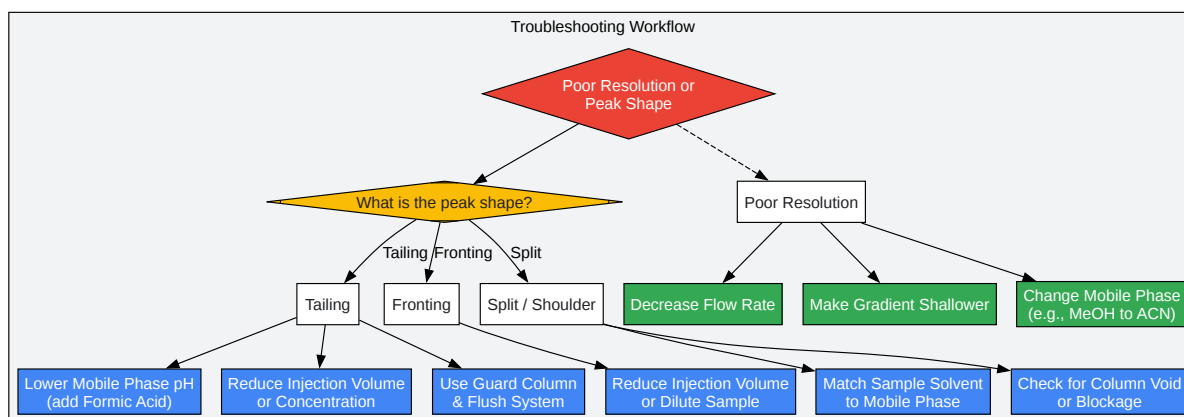 Troubleshooting Workflow
Poor Resolution or
Peak Shape
What is the peak shape?
Poor Resolution
Tailing
Fronting
Split
Tailing
Fronting
Split / Shoulder
Decrease Flow Rate
Make Gradient Shallower
Change Mobile Phase
(e.g., MeOH to ACN)
Lower Mobile Phase pH
(add Formic Acid)
Reduce Injection Volume
or Concentration
Use Guard Column
& Flush System
Reduce Injection Volume
or Dilute Sample
Match Sample Solvent
to Mobile Phase
Check for Column Void
or Blockage